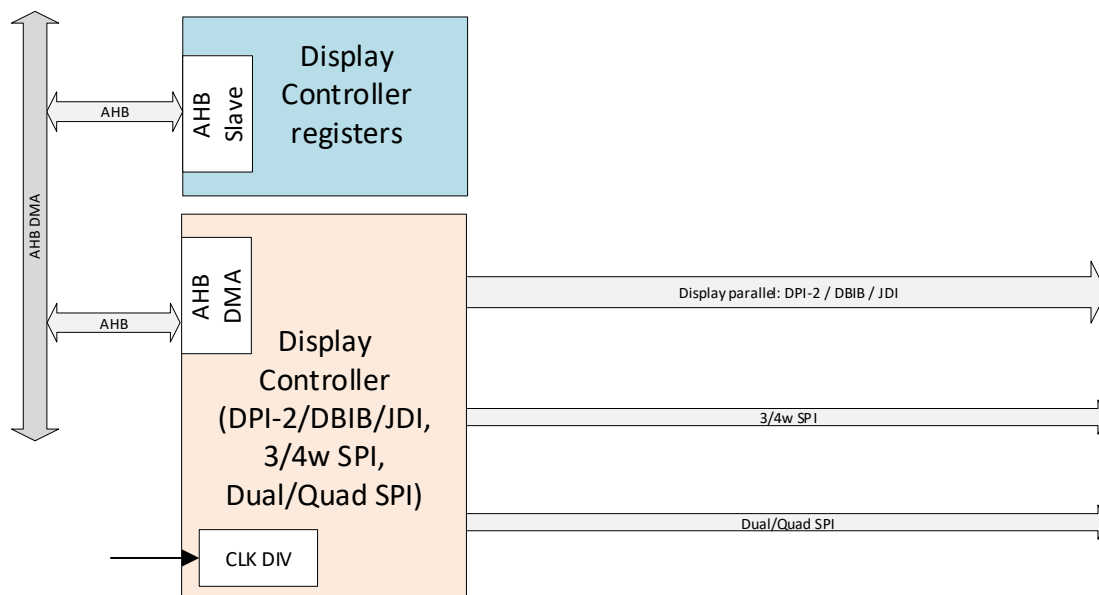 Display
Controller
registers
AHB
Slave
AHB
AHB DMA
AHB
DMA
AHB
Display
Controller
(DPI-2/DBIB/JDI,
3/4w SPI,
Dual/Quad SPI)
CLK DIV
Display parallel: DPI-2 / DBIB / JDI
3/4w SPI
Dual/Quad SPI